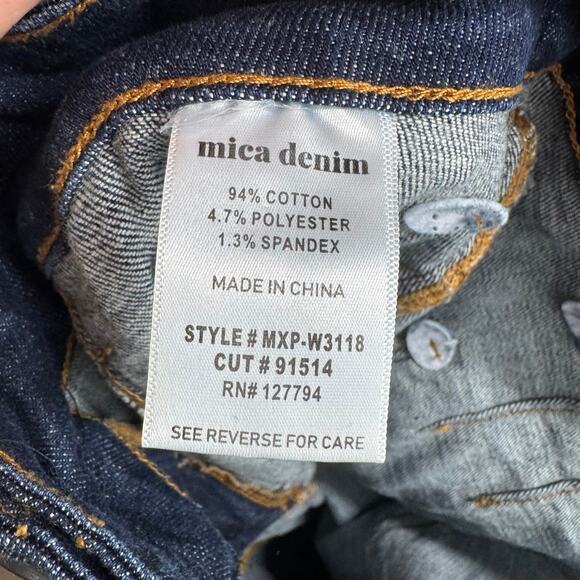 mica denim
94% COTTON
4.7% POLYESTER
1.3% SPANDEX
MADE IN CHINA
STYLE # MXP-W3118
CUT # 91514
RN# 127794
SEE REVERSE FOR CARE